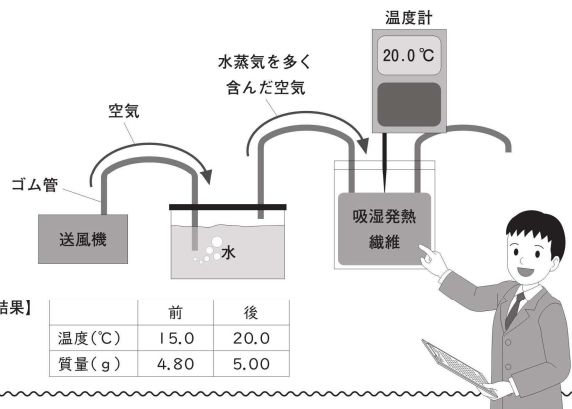 温度計
20.0℃
水蒸気を多く
含んだ空気
空気
ゴム管
送風機
水
吸湿発熱
繊維
結果】
前 後
温度(℃) 15.0 20.0
質量(g) 4.80 5.00